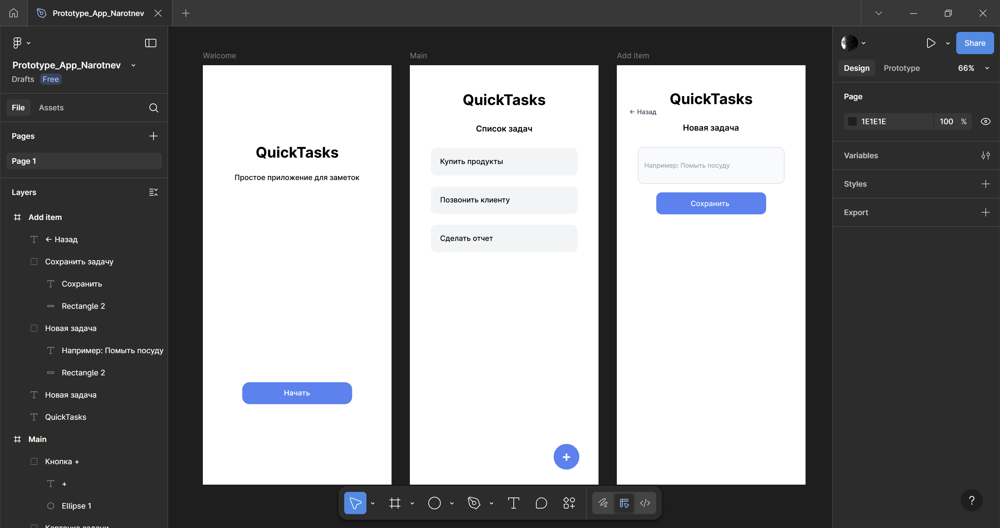 Prototype_App_Narotnev
Prototype_App_Narotnev
Drafts Free
File Assets
Pages
Page 1
Layers
Add item
← Назад
Сохранить задачу
Сохранить
Rectangle 2
Новая задача
Например: Помыть посуду
Rectangle 2
Новая задача
QuickTasks
Main
Кнопка +
+
Ellipse 1
Карточка задачи
Welcome
QuickTasks
Простое приложение для заметок
Начать
Main
QuickTasks
Список задач
Купить продукты
Позвонить клиенту
Сделать отчет
+
Add item
QuickTasks
← Назад
Новая задача
Например: Помыть посуду
Сохранить
Share
Design Prototype 66%
Page
1E1E1E 100 %
Variables
Styles
Export
?